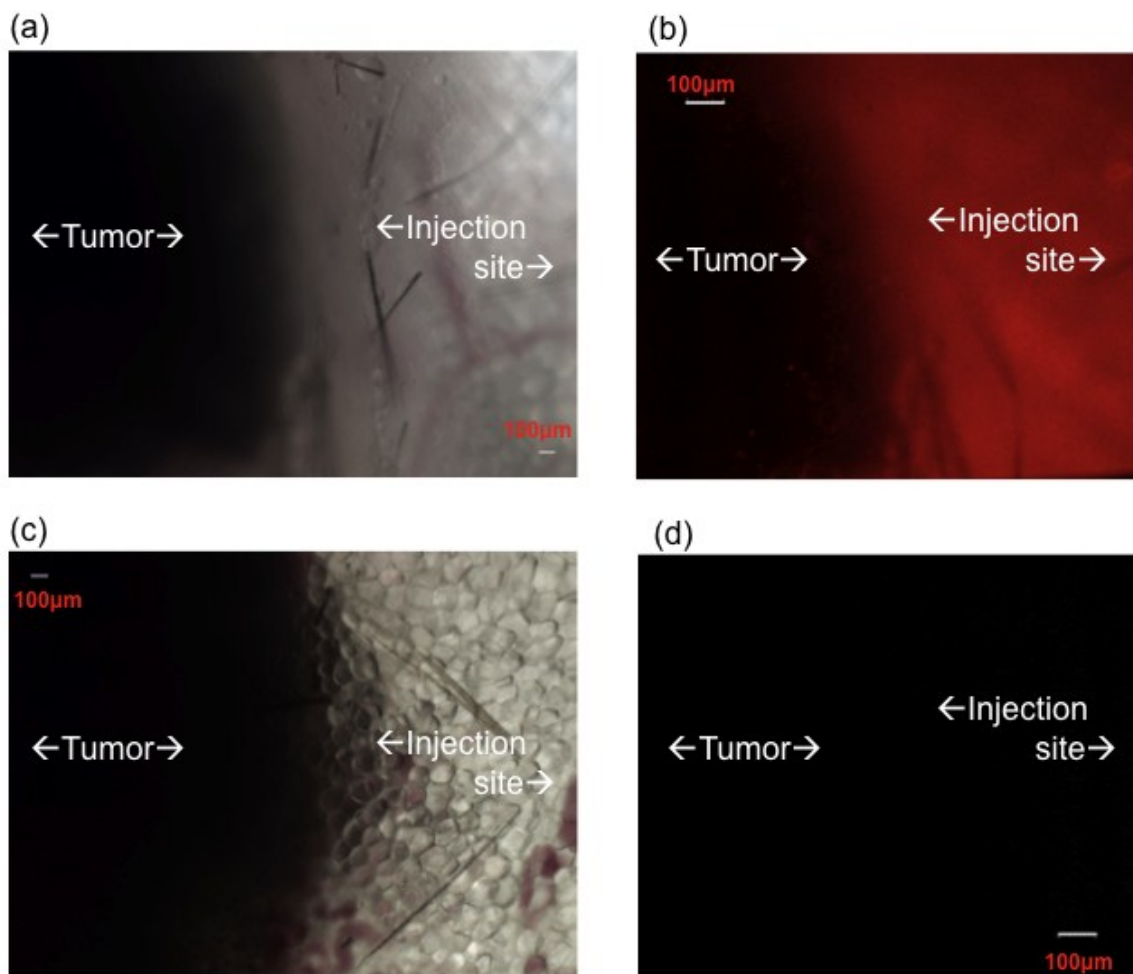 (a)
←Tumor→
←Injection
site→
100µm
(b)
100µm
←Tumor→
←Injection
site→
(c)
100µm
←Tumor→
←Injection
site→
(d)
←Tumor→
←Injection
site→
100µm